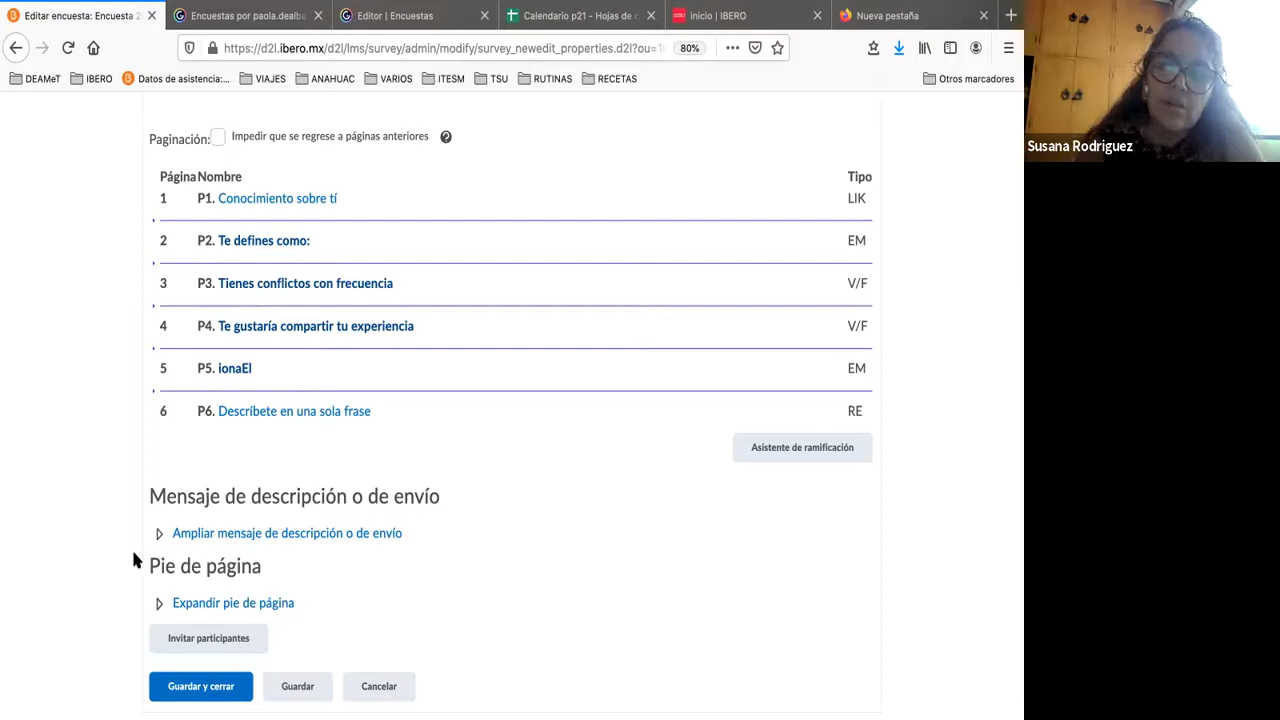 Editar encuesta: Encuesta 2
Encuestas por paola.dealba
Editor | Encuestas
Calendario p21 - Hojas de c
Inicio | IBERO
Nueva pestaña
https://d2l.ibero.mx/d2l/lms/survey/admin/modify/survey_newedit_properties.d2l?ou=1
80%
DEAMeT
IBERO
Datos de asistencia:...
VIAJES
ANAHUAC
VARIOS
ITESM
TSU
RUTINAS
RECETAS
Otros marcadores
Susana Rodriguez
Paginación: Impedir que se regrese a páginas anteriores
Página Nombre Tipo
1 P1. Conocimiento sobre tí LIK
2 P2. Te defines como: EM
3 P3. Tienes conflictos con frecuencia V/F
4 P4. Te gustaría compartir tu experiencia V/F
5 P5. ionaEl EM
6 P6. Descríbete en una sola frase RE
Asistente de ramificación
Mensaje de descripción o de envío
Ampliar mensaje de descripción o de envío
Pie de página
Expandir pie de página
Invitar participantes
Guardar y cerrar
Guardar
Cancelar